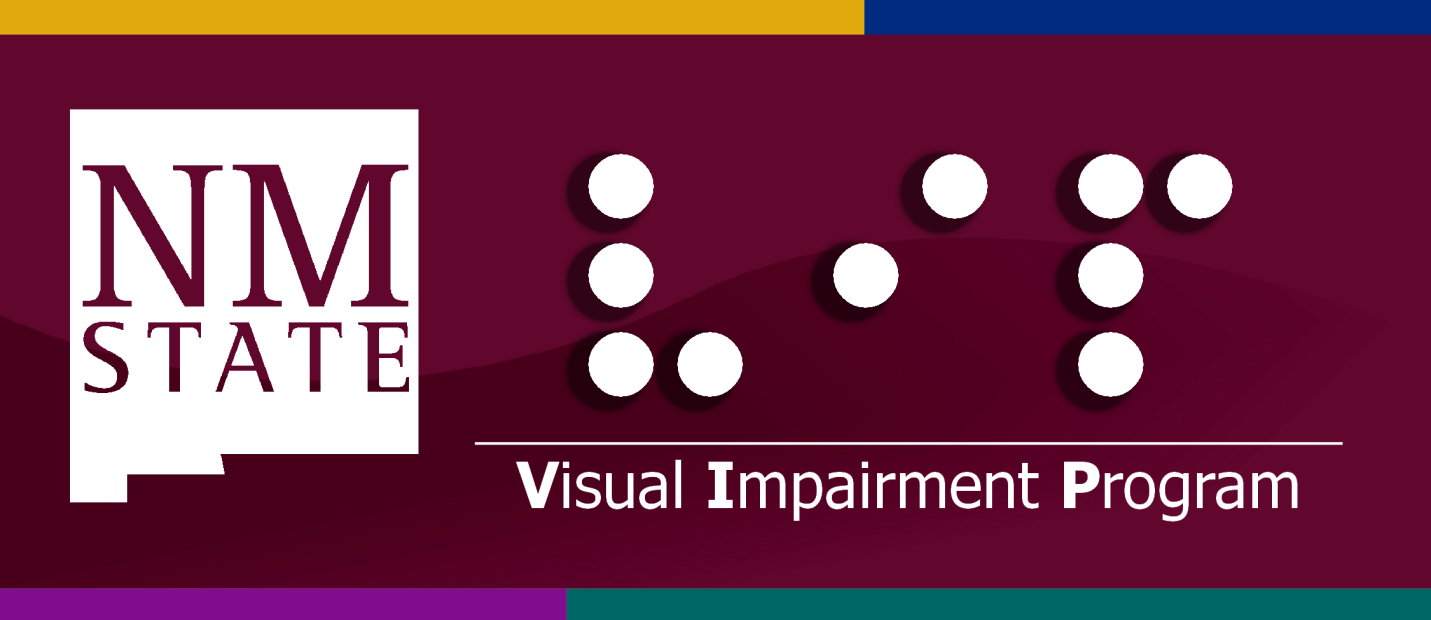 NM
STATE
⠧⠊⠏
Visual Impairment Program